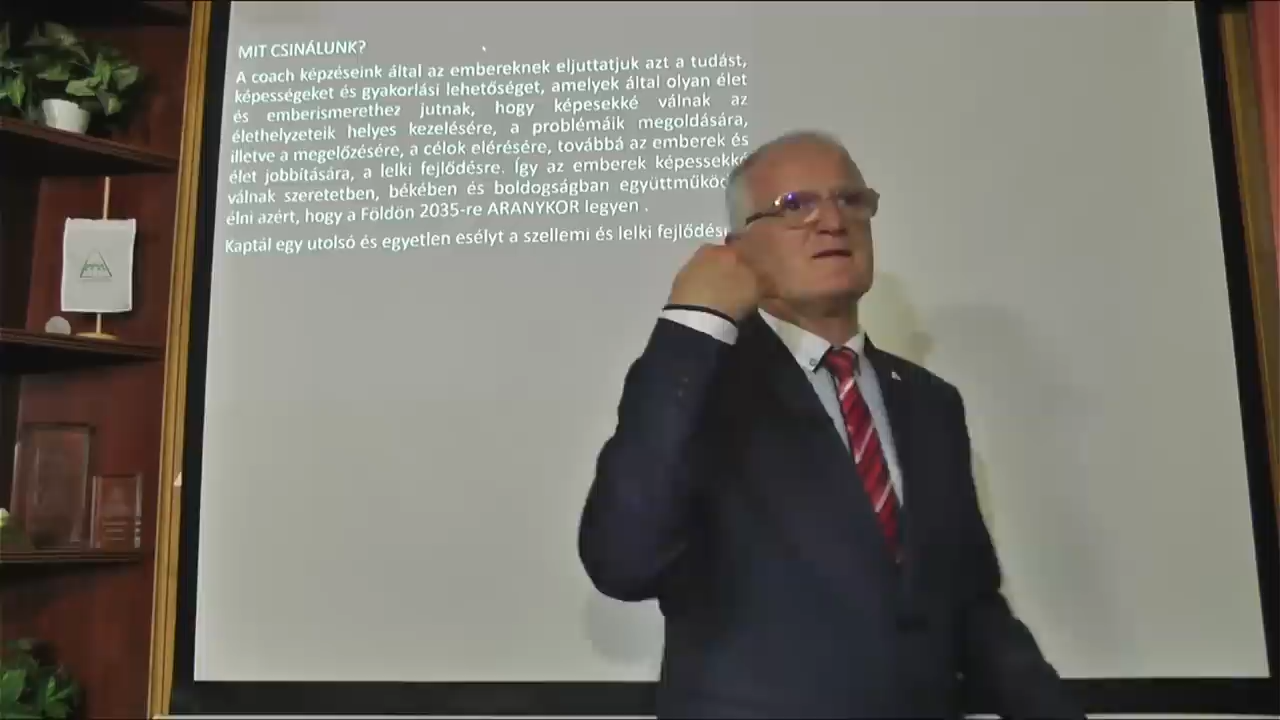 MIT CSINÁLUNK?
A coach képzéseink által az embereknek eljuttatjuk azt a tudást,
képességeket és gyakorlási lehetőséget, amelyek által olyan élet
és emberismerethez jutnak, hogy képesekké válnak az
élethelyzeteik helyes kezelésére, a problémáik megoldására,
illetve a megelőzésére, a célok elérésére, továbbá az emberek és
élet jobbítására, a lelki fejlődésre. Így az emberek képessekké
válnak szeretetben, békében és boldogságban
élni azért, hogy a Földön 2035-re ARANYKOR legyen .
Kaptál egy utolsó és egyetlen esélyt a szellemi és lelki